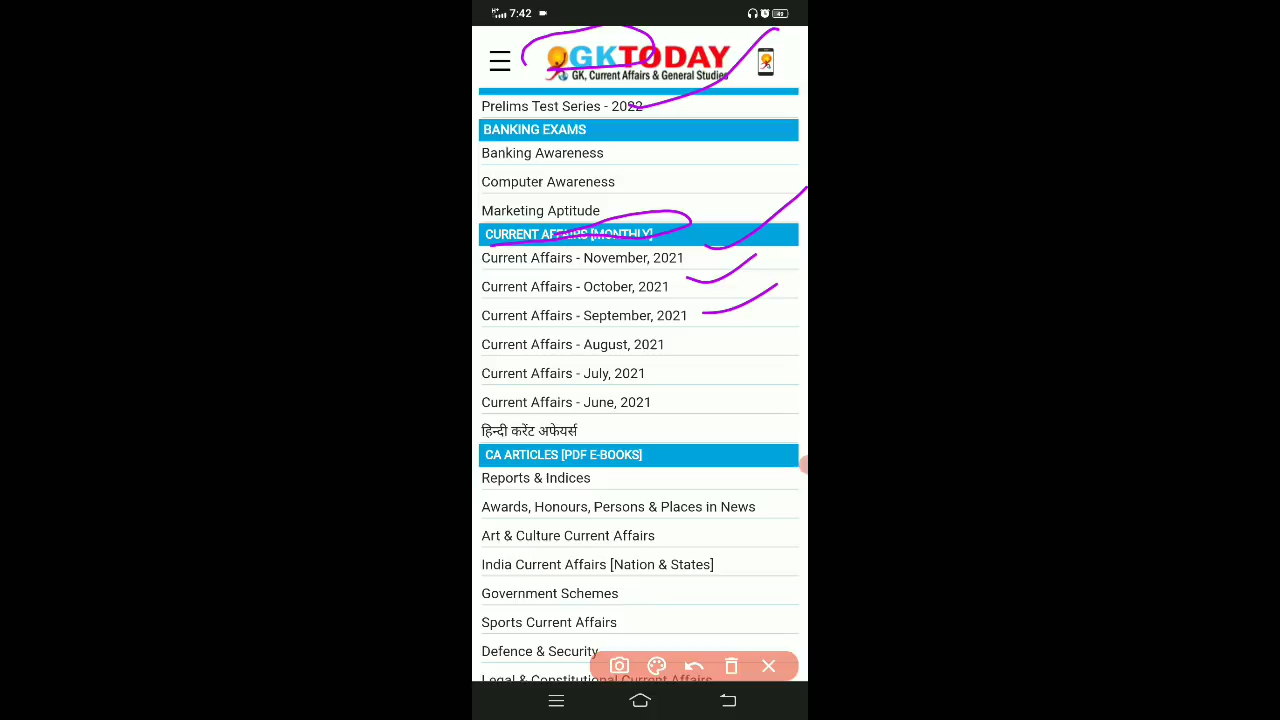 7:42
GKTODAY
GK, Current Affairs & General Studies
Prelims Test Series - 2022
BANKING EXAMS
Banking Awareness
Computer Awareness
Marketing Aptitude
CURRENT AFFAIRS [MONTHLY]
Current Affairs - November, 2021
Current Affairs - October, 2021
Current Affairs - September, 2021
Current Affairs - August, 2021
Current Affairs - July, 2021
Current Affairs - June, 2021
हिन्दी करेंट अफेयर्स
CA ARTICLES [PDF E-BOOKS]
Reports & Indices
Awards, Honours, Persons & Places in News
Art & Culture Current Affairs
India Current Affairs [Nation & States]
Government Schemes
Sports Current Affairs
Defence & Security
Legal & Constitutional Current Affairs